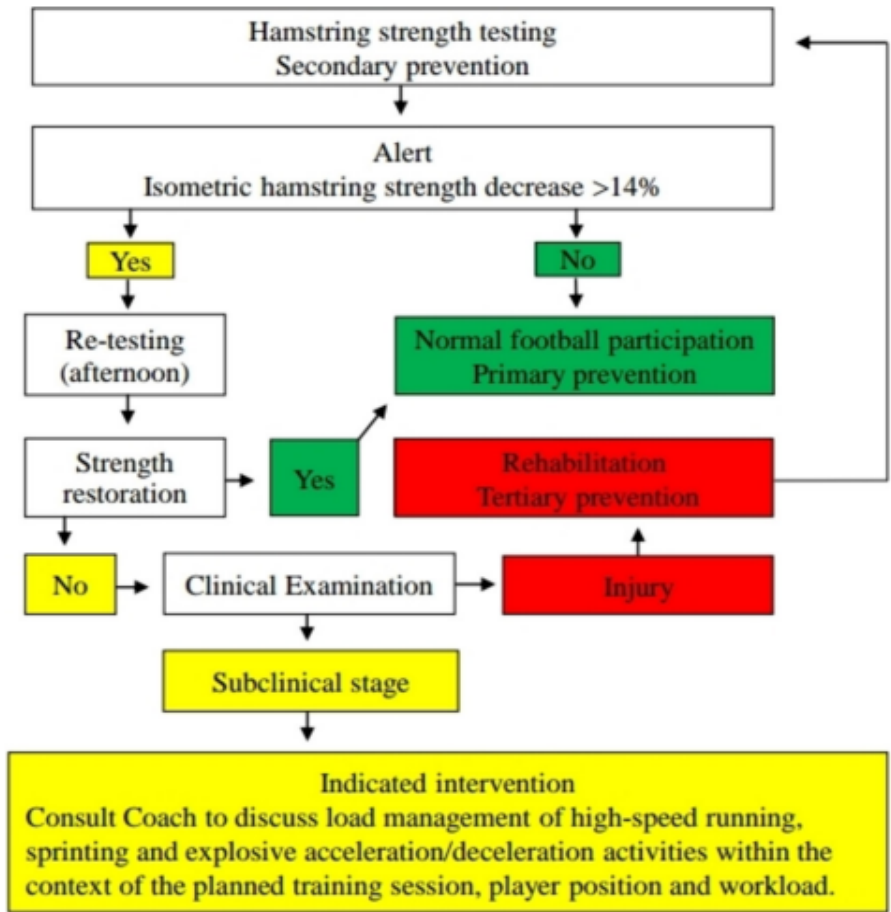 Hamstring strength testing
Secondary prevention
Alert
Isometric hamstring strength decrease >14%
Yes
No
Re-testing
(afternoon)
Normal football participation
Primary prevention
Strength
restoration
Yes
Rehabilitation
Tertiary prevention
No
Clinical Examination
Injury
Subclinical stage
Indicated intervention
Consult Coach to discuss load management of high-speed running,
sprinting and explosive acceleration/deceleration activities within the
context of the planned training session, player position and workload.